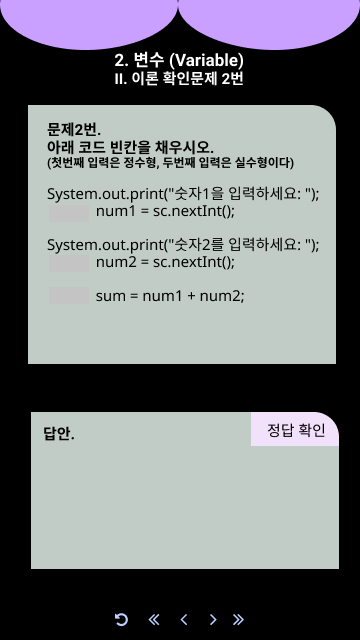 2. 변수 (Variable)
II. 이론 확인문제 2번
문제2번.
아래 코드 빈칸을 채우시오.
(첫번째 입력은 정수형, 두번째 입력은 실수형이다)
System.out.print("숫자1을 입력하세요: ");
num1 = sc.nextInt();
System.out.print("숫자2를 입력하세요: ");
num2 = sc.nextInt();
sum = num1 + num2;
정답 확인
답안.